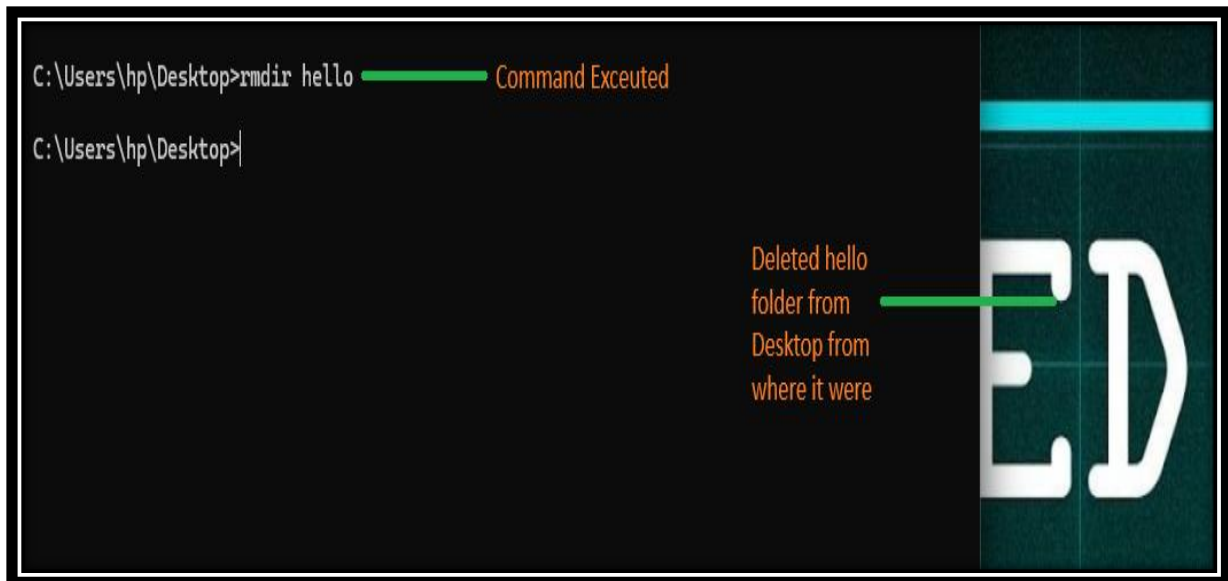 C:\Users\hp\Desktop>rmdir hello Command Exceuted
C:\Users\hp\Desktop>
Deleted hello
folder from
Desktop from
where it were
ED